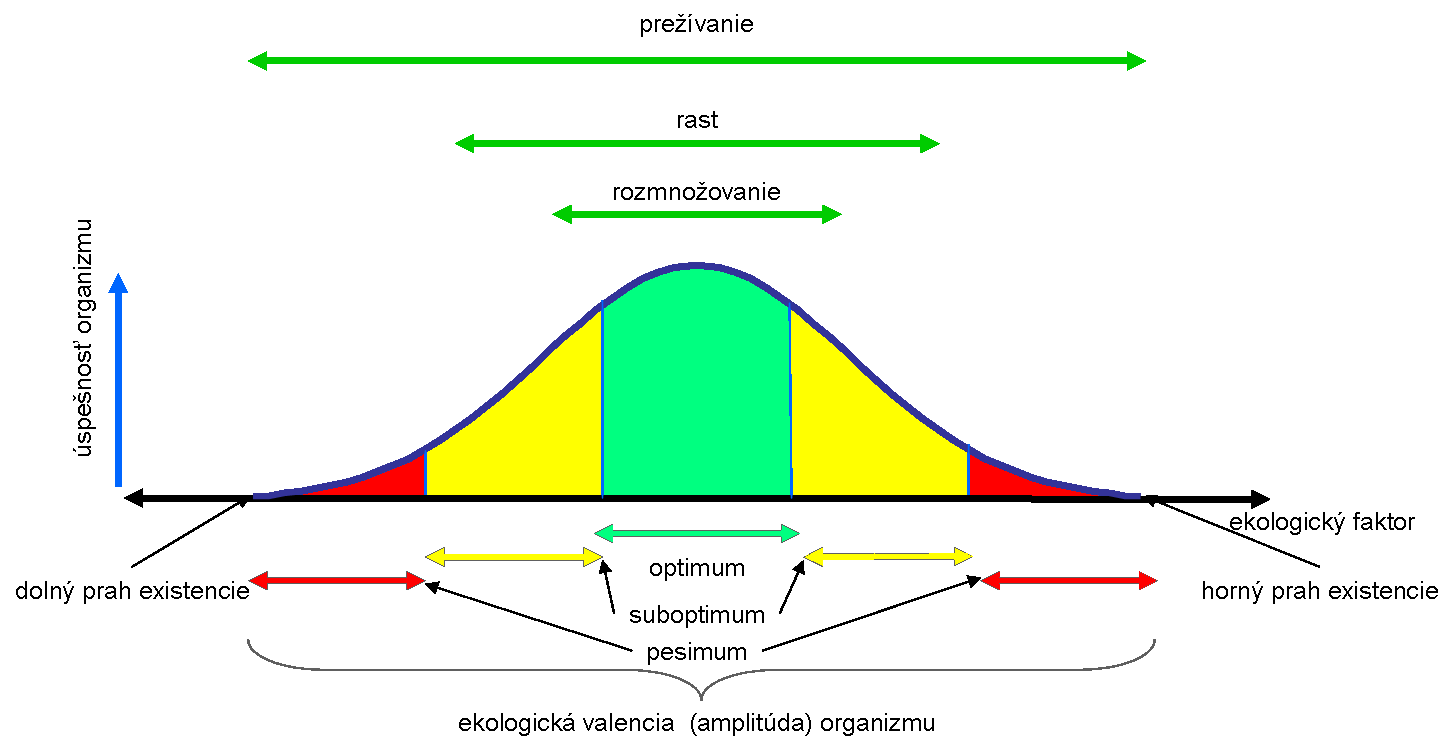 prežívanie
rast
rozmnožovanie
úspešnosť organizmu
ekologický faktor
dolný prah existencie
optimum
horný prah existencie
suboptimum
pesimum
ekologická valencia (amplitúda) organizmu